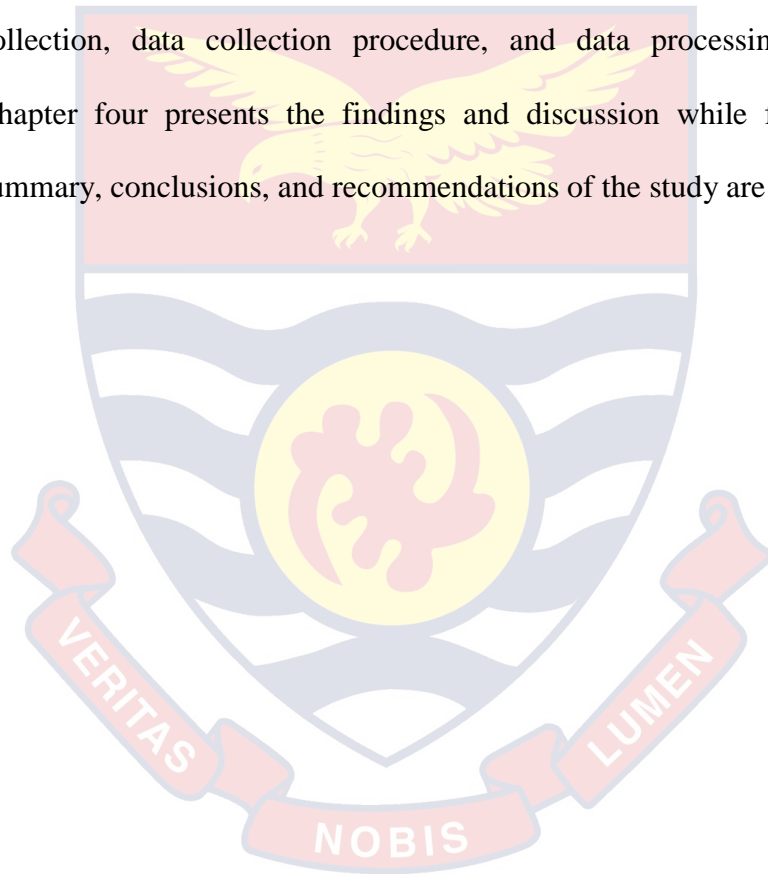 ollection, data collection procedure, and data processin
hapter four presents the findings and discussion while f
ummary, conclusions, and recommendations of the study are
VERITAS
NOBIS
LUMEN